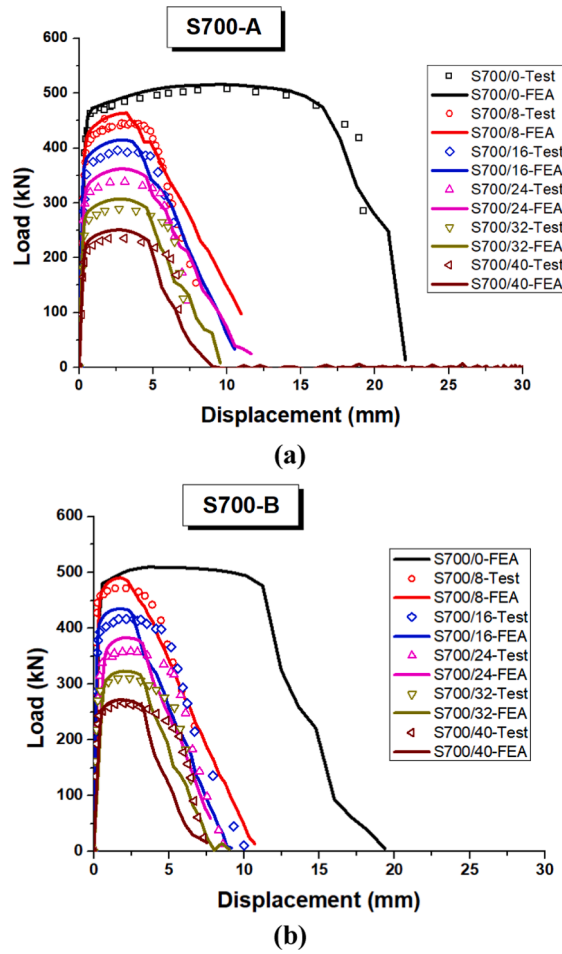 S700-A
600
500
400
300
200
100
0
Load (kN)
S700/0-Test
S700/0-FEA
S700/8-Test
S700/8-FEA
S700/16-Test
S700/16-FEA
S700/24-Test
S700/24-FEA
S700/32-Test
S700/32-FEA
S700/40-Test
S700/40-FEA
0 5 10 15 20 25 30
Displacement (mm)
(a)
S700-B
600
500
400
300
200
100
0
Load (kN)
S700/0-FEA
S700/8-Test
S700/8-FEA
S700/16-Test
S700/16-FEA
S700/24-Test
S700/24-FEA
S700/32-Test
S700/32-FEA
S700/40-Test
S700/40-FEA
0 5 10 15 20 25 30
Displacement (mm)
(b)